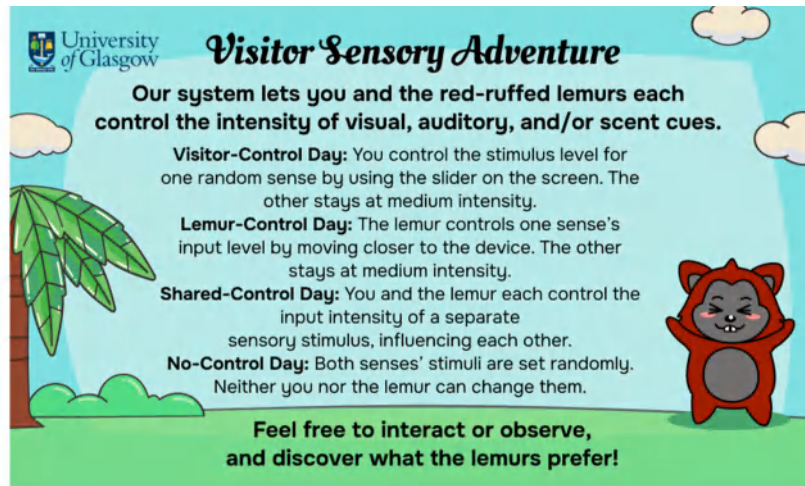 University
of Glasgow
Visitor Sensory Adventure
Our system lets you and the red-ruffed lemurs each
control the intensity of visual, auditory, and/or scent cues.
Visitor-Control Day: You control the stimulus level for
one random sense by using the slider on the screen. The
other stays at medium intensity.
Lemur-Control Day: The lemur controls one sense's
input level by moving closer to the device. The other
stays at medium intensity.
Shared-Control Day: You and the lemur each control the
input intensity of a separate
sensory stimulus, influencing each other.
No-Control Day: Both senses' stimuli are set randomly.
Neither you nor the lemur can change them.
Feel free to interact or observe,
and discover what the lemurs prefer!